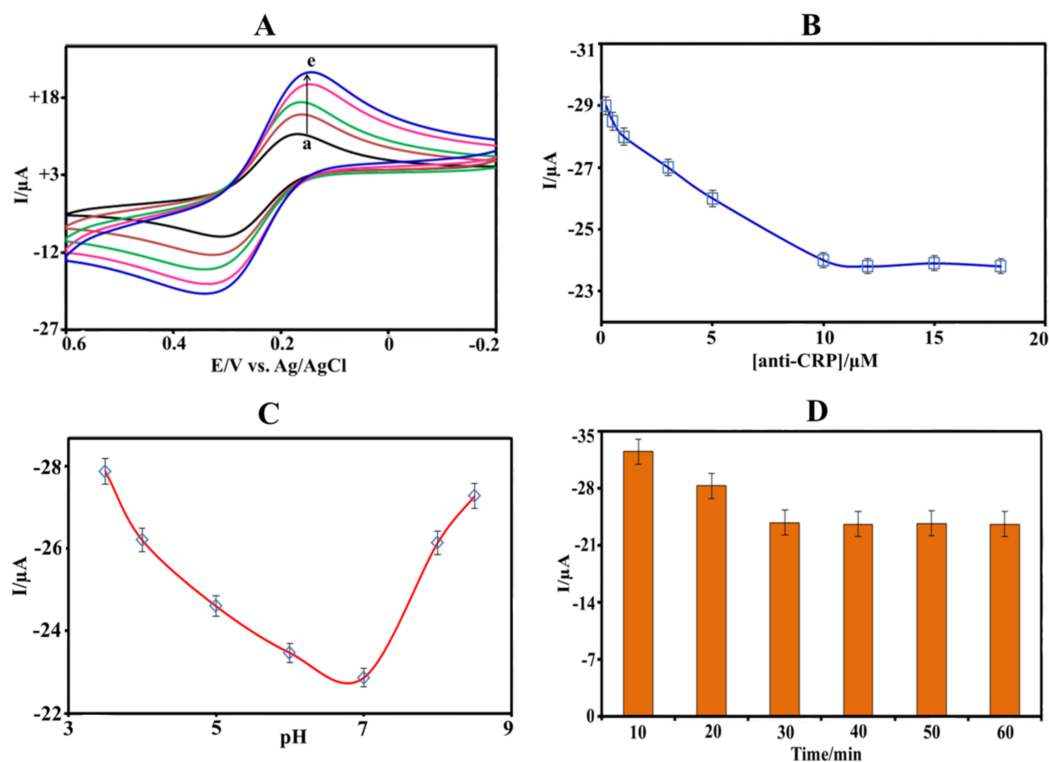 A
I/μA
+18
+3
-12
-27
e
a
0.6
0.4
0.2
0
-0.2
E/V vs. Ag/AgCl
B
I/μA
-31
-29
-27
-25
-23
0
5
10
15
20
[anti-CRP]/μM
C
I/μA
-28
-26
-24
-22
3
5
7
9
pH
D
I/μA
-35
-28
-21
-14
-7
0
10
20
30
40
50
60
Time/min